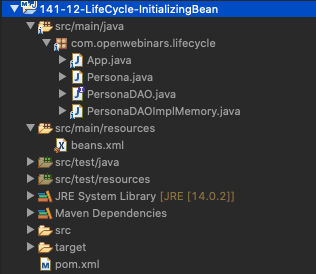 141-12-LifeCycle-InitializingBean
src/main/java
com.openwebinars.lifecycle
App.java
Persona.java
PersonaDAO.java
PersonaDAOImplMemory.java
src/main/resources
beans.xml
src/test/java
src/test/resources
JRE System Library [JRE [14.0.2]]
Maven Dependencies
src
target
pom.xml